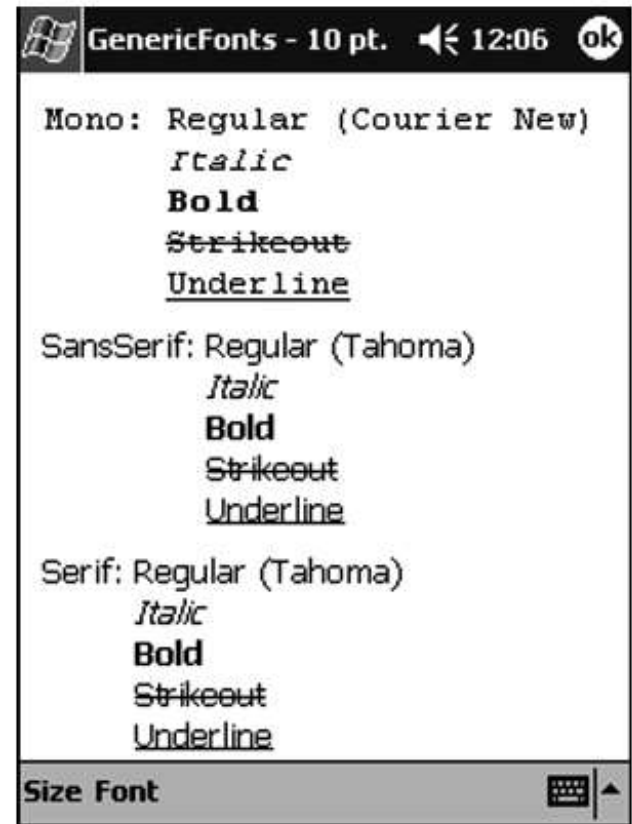 GenericFonts - 10 pt. 12:06 ok
Mono: Regular (Courier New)
Italic
Bold
Strikeout
Underline
SansSerif: Regular (Tahoma)
Italic
Bold
Strikeout
Underline
Serif: Regular (Tahoma)
Italic
Bold
Strikeout
Underline
Size Font